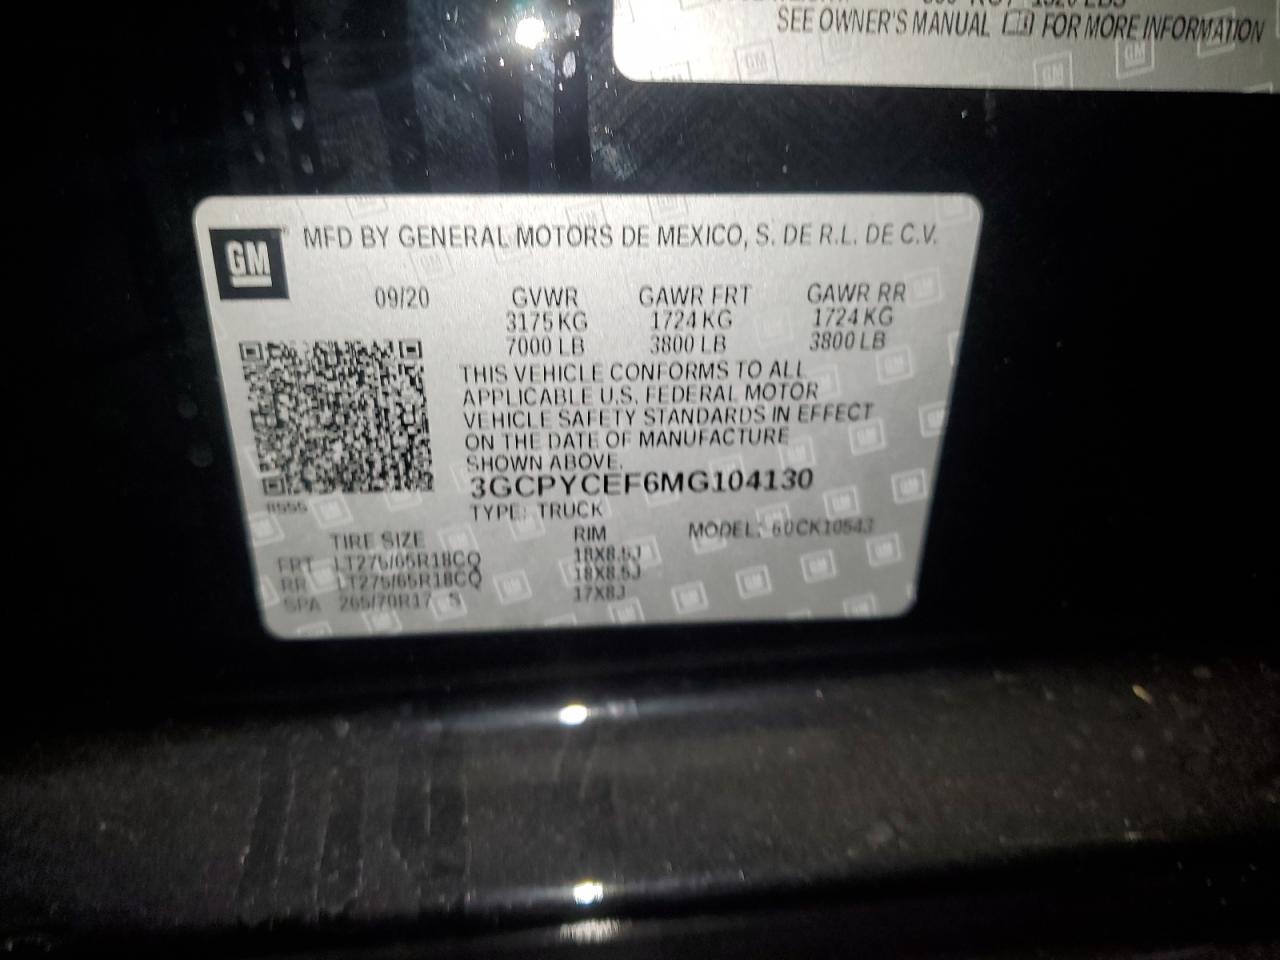 SEE OWNER'S MANUAL FOR MORE INFORMATION
GM
MFD BY GENERAL MOTORS DE MEXICO, S. DE R.L. DE C.V.
09/20 GVWR GAWR FRT GAWR RR
3175 KG 1724 KG 1724 KG
7000 LB 3800 LB 3800 LB
THIS VEHICLE CONFORMS TO ALL
APPLICABLE U.S. FEDERAL MOTOR
VEHICLE SAFETY STANDARDS IN EFFECT
ON THE DATE OF MANUFACTURE
SHOWN ABOVE.
3GCPYCEF6MG104130
TYPE: TRUCK
TIRE SIZE RIM MODEL: CK10543
FRT LT275/65R18CQ 18X8.5J
RR LT275/65R18CQ 18X8.5J
SPA 265/70R17 S 17X8J